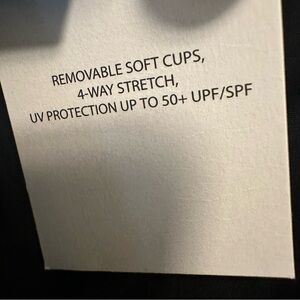 REMOVABLE SOFT CUPS,
4-WAY STRETCH,
UV PROTECTION UP TO 50+ UPF/SPF